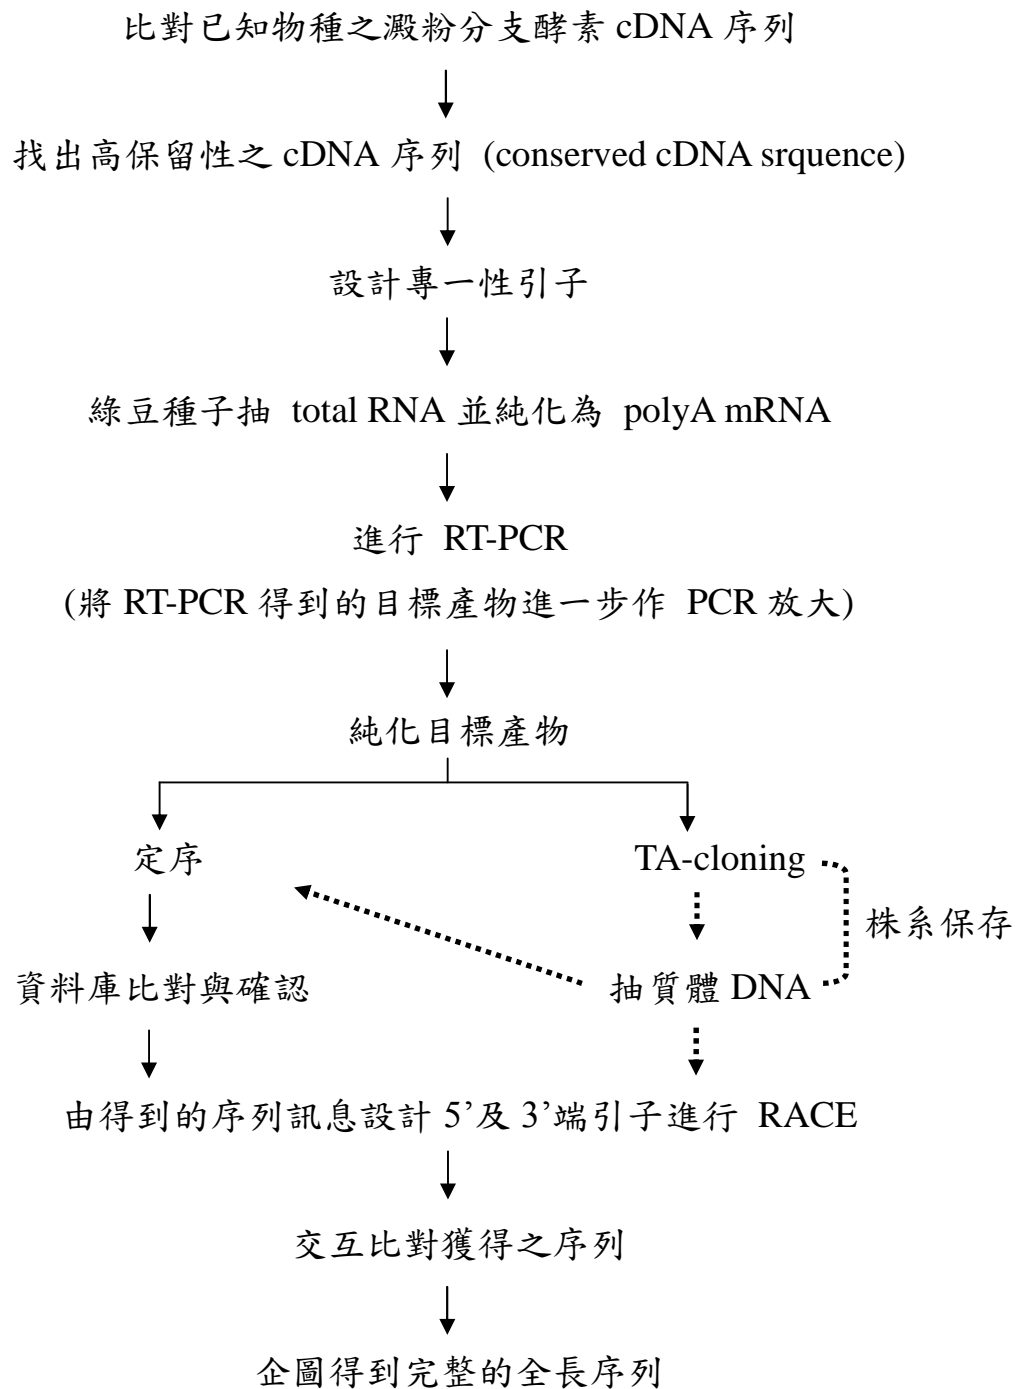 比對已知物種之澱粉分支酵素 cDNA 序列
找出高保留性之 cDNA 序列 (conserved cDNA srquence)
設計專一性引子
綠豆種子抽 total RNA 並純化為 polyA mRNA
進行 RT-PCR
(將 RT-PCR 得到的目標產物進一步作 PCR 放大)
純化目標產物
定序
TA-cloning
株系保存
資料庫比對與確認
抽質體 DNA
由得到的序列訊息設計 5’及 3’端引子進行 RACE
交互比對獲得之序列
企圖得到完整的全長序列